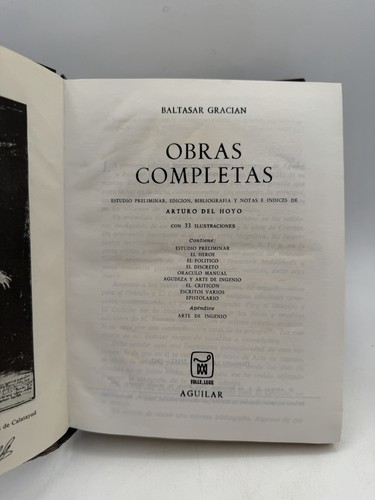 BALTASAR GRACIAN
OBRAS
COMPLETAS
ESTUDIO PRELIMINAR, EDICION, BIBLIOGRAFIA Y NOTAS E INDICES DE
ARTURO DEL HOYO
CON 33 ILUSTRACIONES
Contiene:
ESTUDIO PRELIMINAR
EL HEROE
EL POLITICO
EL DISCRETO
ORACULO MANUAL
AGUDEZA Y ARTE DE INGENIO
EL CRITICON
ESCRITOS VARIOS
EPISTOLARIO
Apéndice
ARTE DE INGENIO
TOLLE, LEGE
AGUILAR
de Calatayud